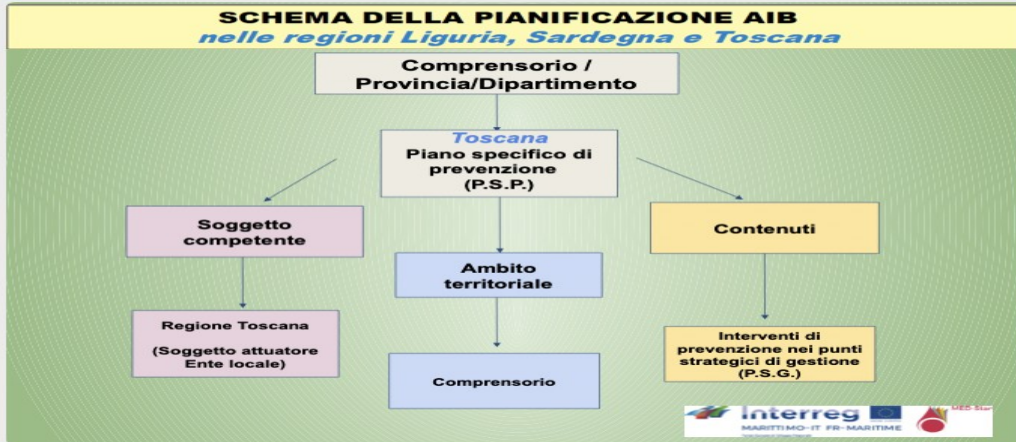 SCHEMA DELLA PIANIFICAZIONE AIB
nelle regioni Liguria, Sardegna e Toscana
Comprensorio /
Provincia/Dipartimento
Toscana
Piano specifico di
prevenzione
(P.S.P.)
Soggetto
competente
Contenuti
Ambito
territoriale
Regione Toscana
(Soggetto attuatore
Ente locale)
Interventi di
prevenzione nei punti
strategici di gestione
(P.S.G.)
Comprensorio
Interreg
MARITTIMO-IT FR-MARITIME
MED-Star